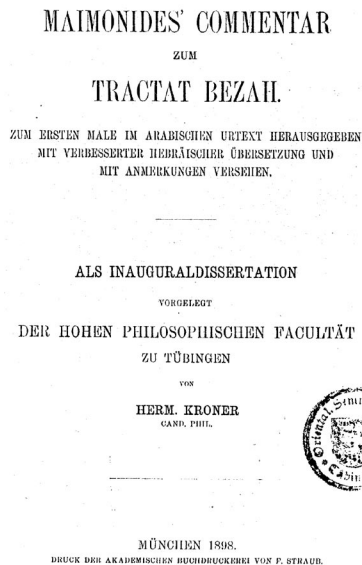 MAIMONIDES' COMMENTAR
ZUM
TRACTAT BEZAH.
ZUM ERSTEN MALE IM ARABISCHEN URTEXT HERAUSGEGEBEN
MIT VERBESSERTER HEBRÄISCHER ÜBERSETZUNG UND
MIT ANMERKUNGEN VERSEHEN.
ALS INAUGURALDISSERTATION
VORGELEGT
DER HOHEN PHILOSOPHISCHEN FACULTÄT
ZU TÜBINGEN
VON
HERM. KRONER
CAND. PHIL.
Oriental.
MÜNCHEN 1898.
DRUCK DER AKADEMISCHEN BUCHDRUCKEREI VON F. STRAUB.